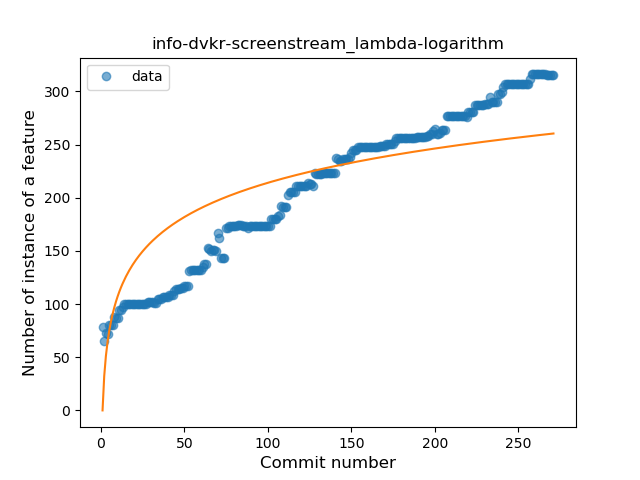 info-dvkr-screenstream_lambda-logarithm
data
Number of instance of a feature
300
250
200
150
100
50
0
0 50 100 150 200 250
Commit number